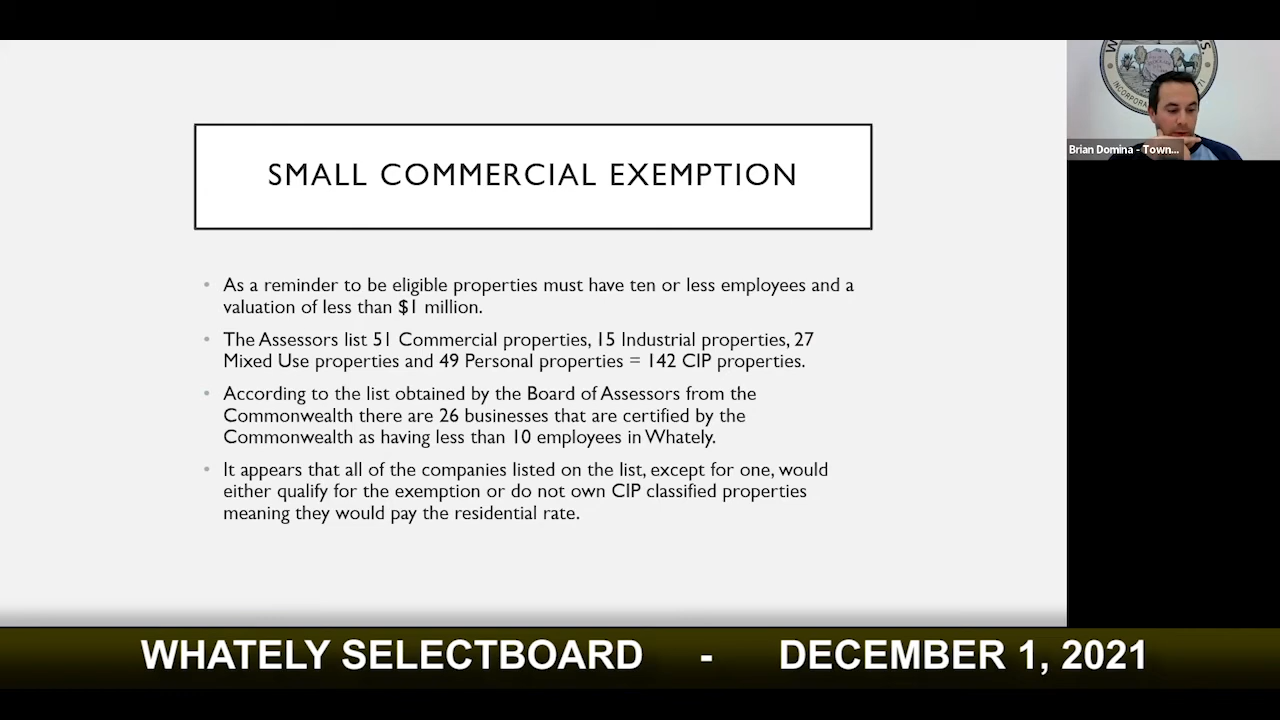 SMALL COMMERCIAL EXEMPTION
• As a reminder to be eligible properties must have ten or less employees and a
valuation of less than $1 million.
• The Assessors list 51 Commercial properties, 15 Industrial properties, 27
Mixed Use properties and 49 Personal properties = 142 CIP properties.
• According to the list obtained by the Board of Assessors from the
Commonwealth there are 26 businesses that are certified by the
Commonwealth as having less than 10 employees in Whately.
• It appears that all of the companies listed on the list, except for one, would
either qualify for the exemption or do not own CIP classified properties
meaning they would pay the residential rate.
Brian Domina - Town...
WHATELY SELECTBOARD - DECEMBER 1, 2021